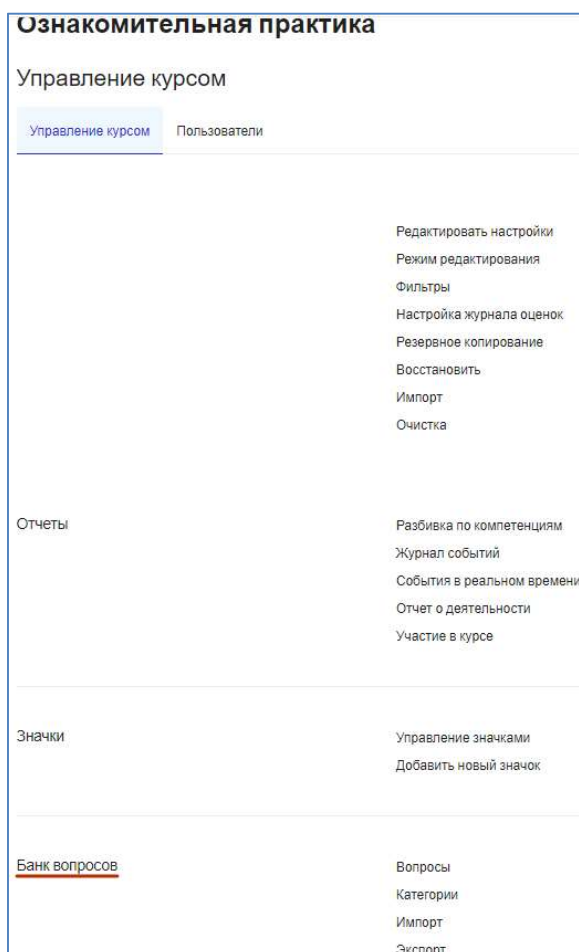 Ознакомительная практика
Управление курсом
Управление курсом Пользователи
Редактировать настройки
Режим редактирования
Фильтры
Настройка журнала оценок
Резервное копирование
Восстановить
Импорт
Очистка
Отчеты Разбивка по компетенциям
Журнал событий
События в реальном времени
Отчет о деятельности
Участие в курсе
Значки Управление значками
Добавить новый значок
Банк вопросов Вопросы
Категории
Импорт
Экспорт